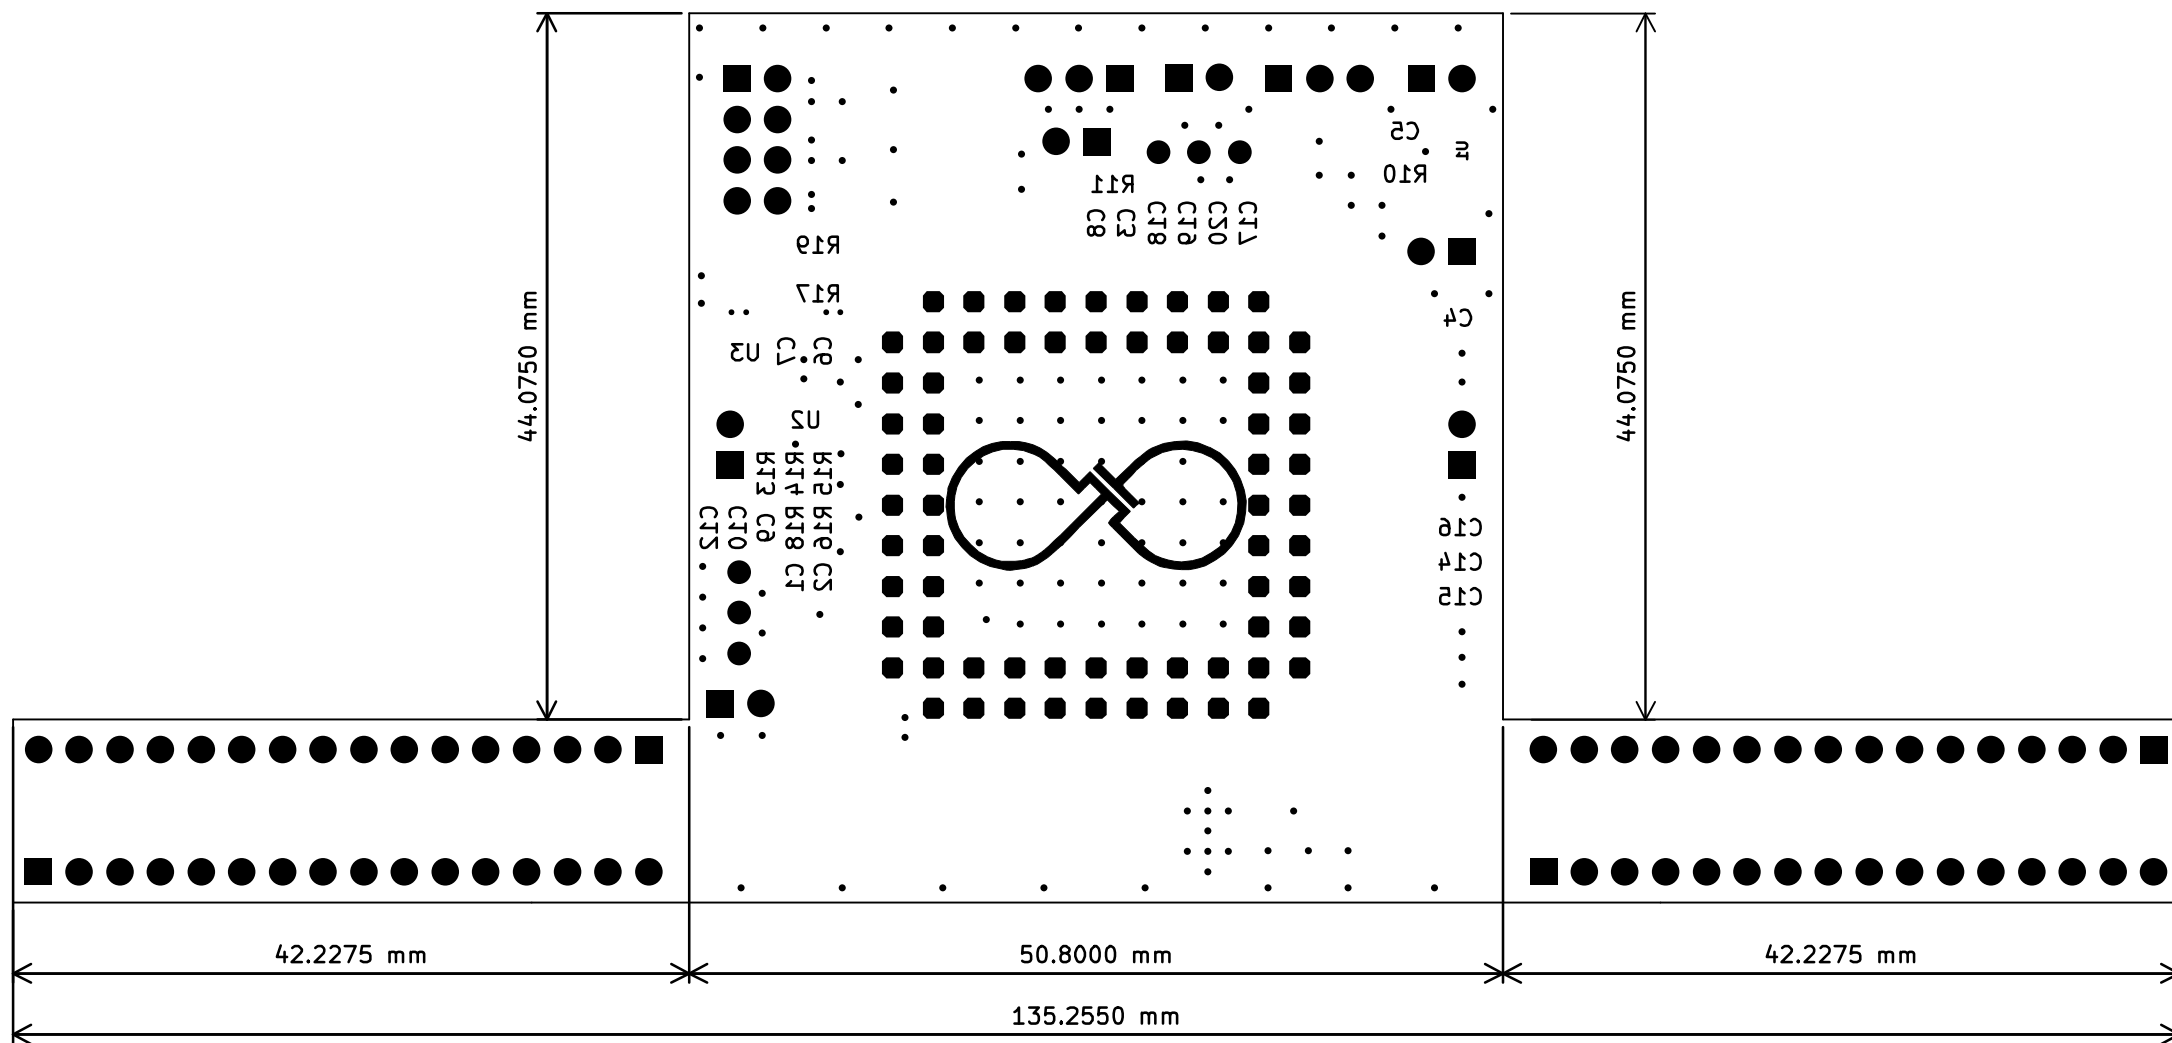 C5
U1
R10
R11
C8 C3 C18 C19 C20 C17
R19
R17
C4
U3 C7 C6
44.0750 mm
44.0750 mm
U2
R13 R14 R15
C12 C10 C9 R18 R16
C16
C14
C1 C2
C15
42.2275 mm
50.8000 mm
42.2275 mm
135.2550 mm